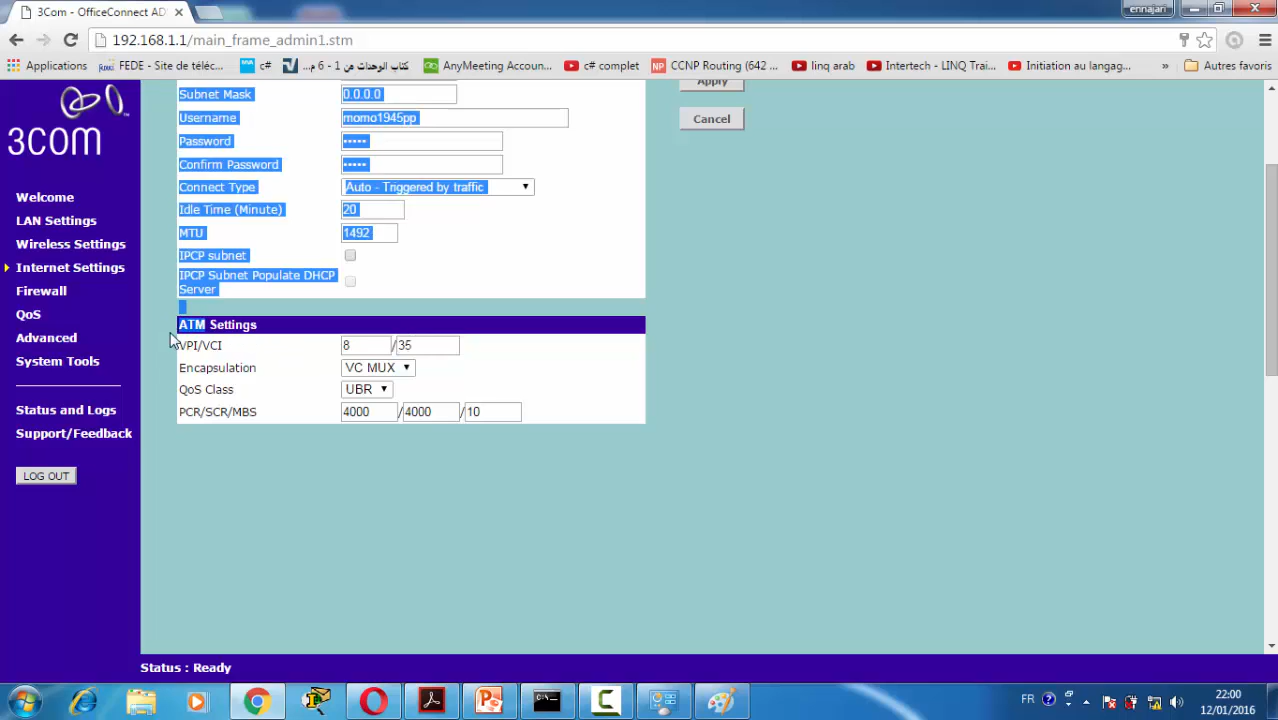 3Com - OfficeConnect AD
ennajari
192.168.1.1/main_frame_admin1.stm
Applications
FEDE - Site de téléc...
c#
كتاب الوحدات عن 1 - 6 م...
AnyMeeting Accoun...
c# complet
NP CCNP Routing (642 ...
linq arab
Intertech - LINQ Trai...
Initiation au langag...
»
Autres favoris
3COM
Welcome
LAN Settings
Wireless Settings
Internet Settings
Firewall
QoS
Advanced
System Tools
Status and Logs
Support/Feedback
LOG OUT
Subnet Mask 0.0.0.0
Username momo1945pp
Password •••••
Confirm Password •••••
Connect Type Auto - Triggered by traffic
Idle Time (Minute) 20
MTU 1492
IPCP subnet
IPCP Subnet Populate DHCP
Server
ATM Settings
VPI/VCI 8 /35
Encapsulation VC MUX
QoS Class UBR
PCR/SCR/MBS 4000 /4000 /10
Apply
Cancel
Status : Ready
FR
22:00
12/01/2016